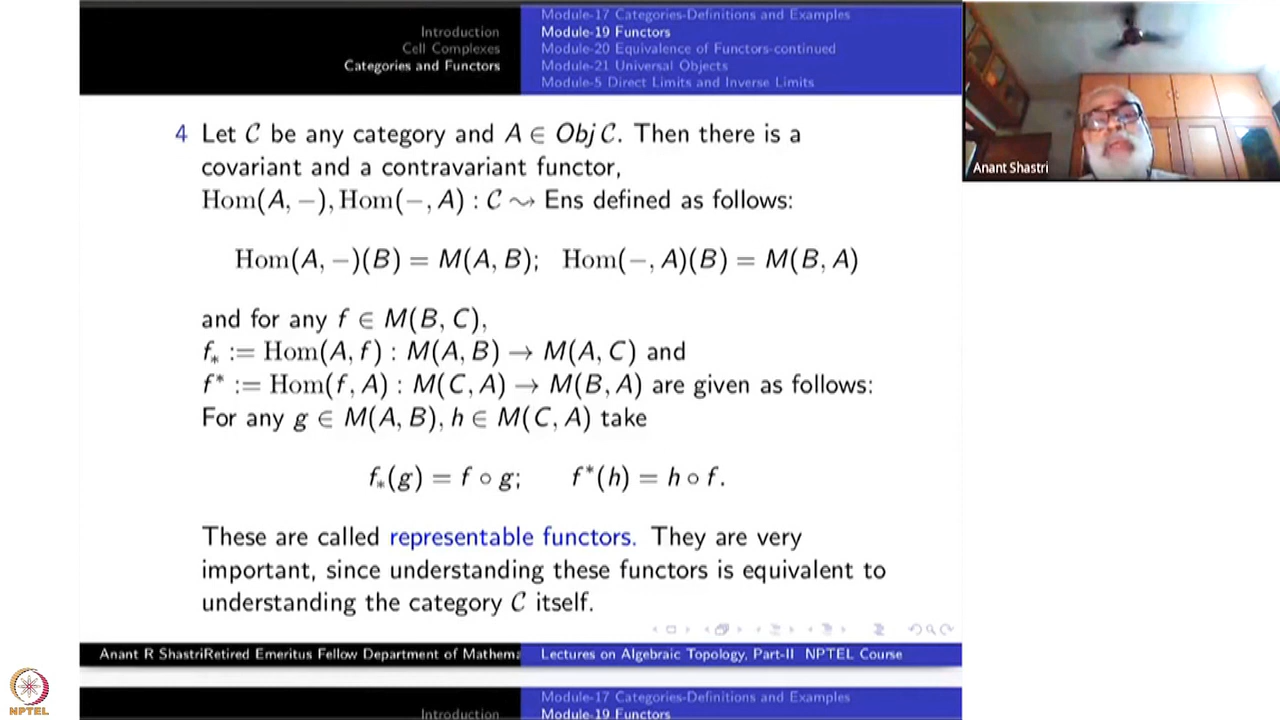 Introduction
Cell Complexes
Categories and Functors
Module-17 Categories-Definitions and Examples
Module-19 Functors
Module-20 Equivalence of Functors-continued
Module-21 Universal Objects
Module-5 Direct Limits and Inverse Limits
Anant Shastri
4 Let 𝒞 be any category and A ∈ Obj 𝒞. Then there is a
covariant and a contravariant functor,
Hom(A, −), Hom(−, A) : 𝒞 ⇝ Ens defined as follows:
Hom(A, −)(B) = M(A, B); Hom(−, A)(B) = M(B, A)
and for any f ∈ M(B, C),
f_* := Hom(A, f) : M(A, B) → M(A, C) and
f* := Hom(f, A) : M(C, A) → M(B, A) are given as follows:
For any g ∈ M(A, B), h ∈ M(C, A) take
f_*(g) = f ∘ g; f*(h) = h ∘ f.
These are called representable functors. They are very
important, since understanding these functors is equivalent to
understanding the category 𝒞 itself.
Anant R ShastriRetired Emeritus Fellow Department of Mathema
Lectures on Algebraic Topology, Part-II NPTEL Course
NPTEL
Introduction
Module-17 Categories-Definitions and Examples
Module-19 Functors